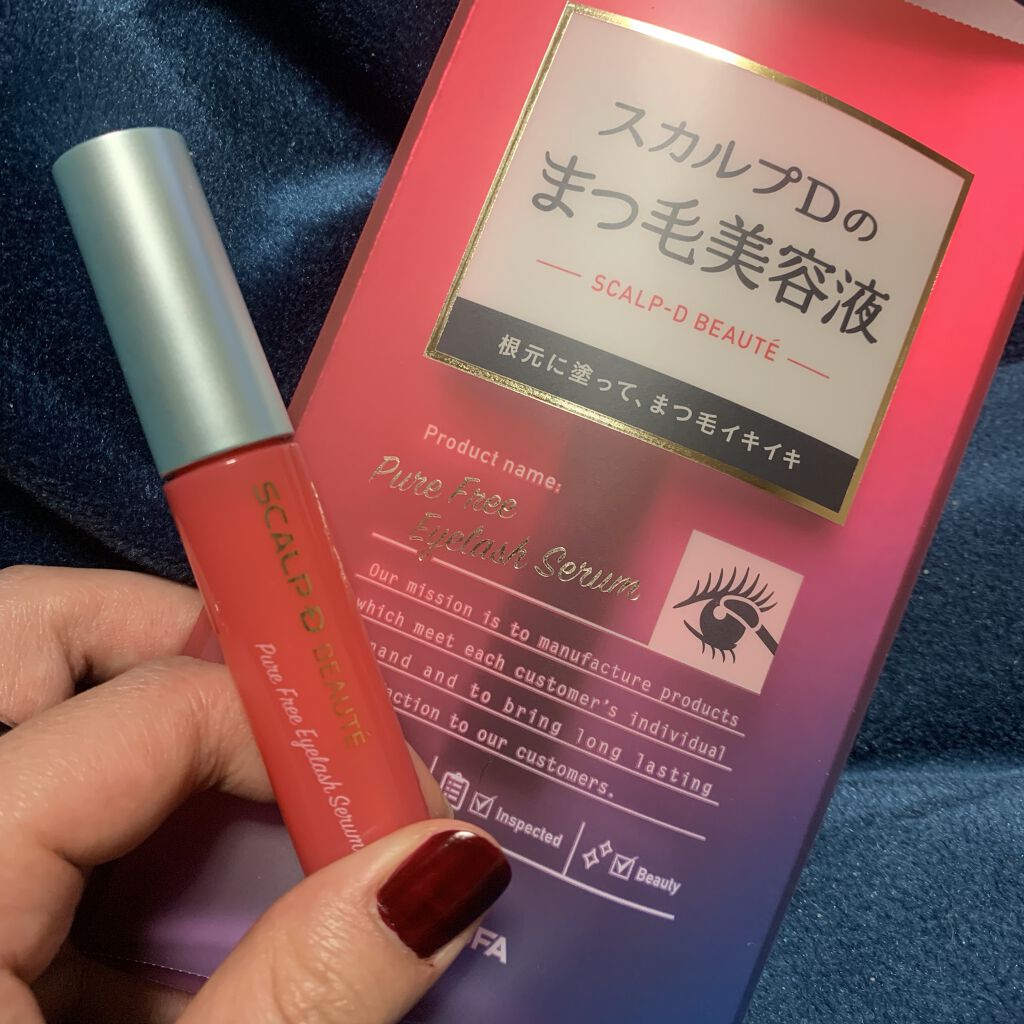 スカルプDの
まつ毛美容液
SCALP-D BEAUTÉ
根元に塗って、まつ毛イキイキ
Product name:
Pure Free
Eyelash Serum
Our mission is to manufacture products
which meet each customer's individual
and to bring long lasting
to our customers.
Inspected
Beauty
SCALP D BEAUTÉ
Pure Free Eyelash Serum